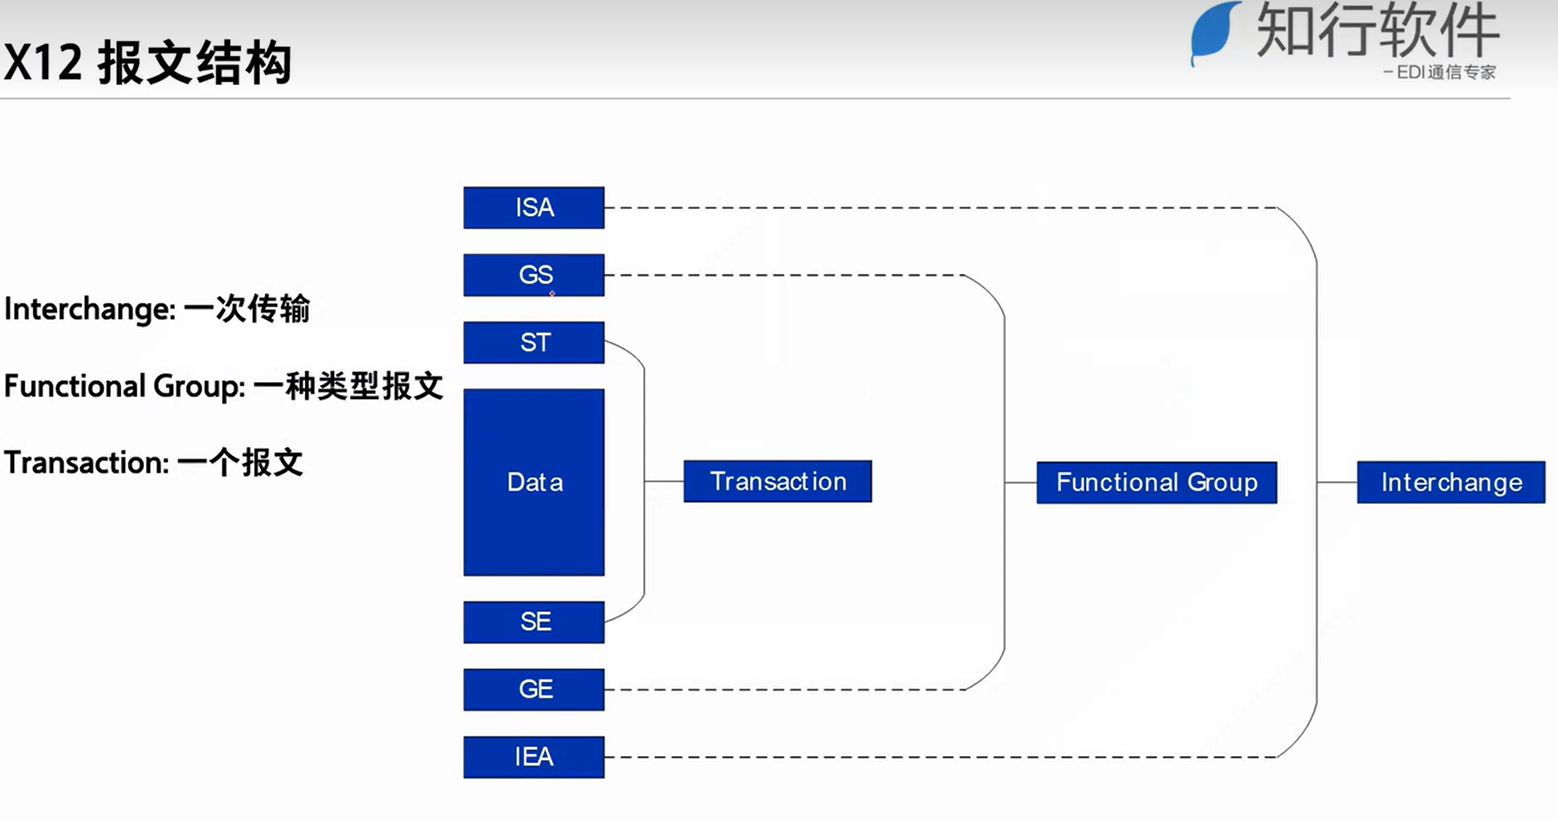 X12 报文结构
知行软件
－EDI通信专家
ISA
GS
Interchange: 一次传输
ST
Functional Group: 一种类型报文
Transaction: 一个报文
Data
Transaction
Functional Group
Interchange
SE
GE
IEA